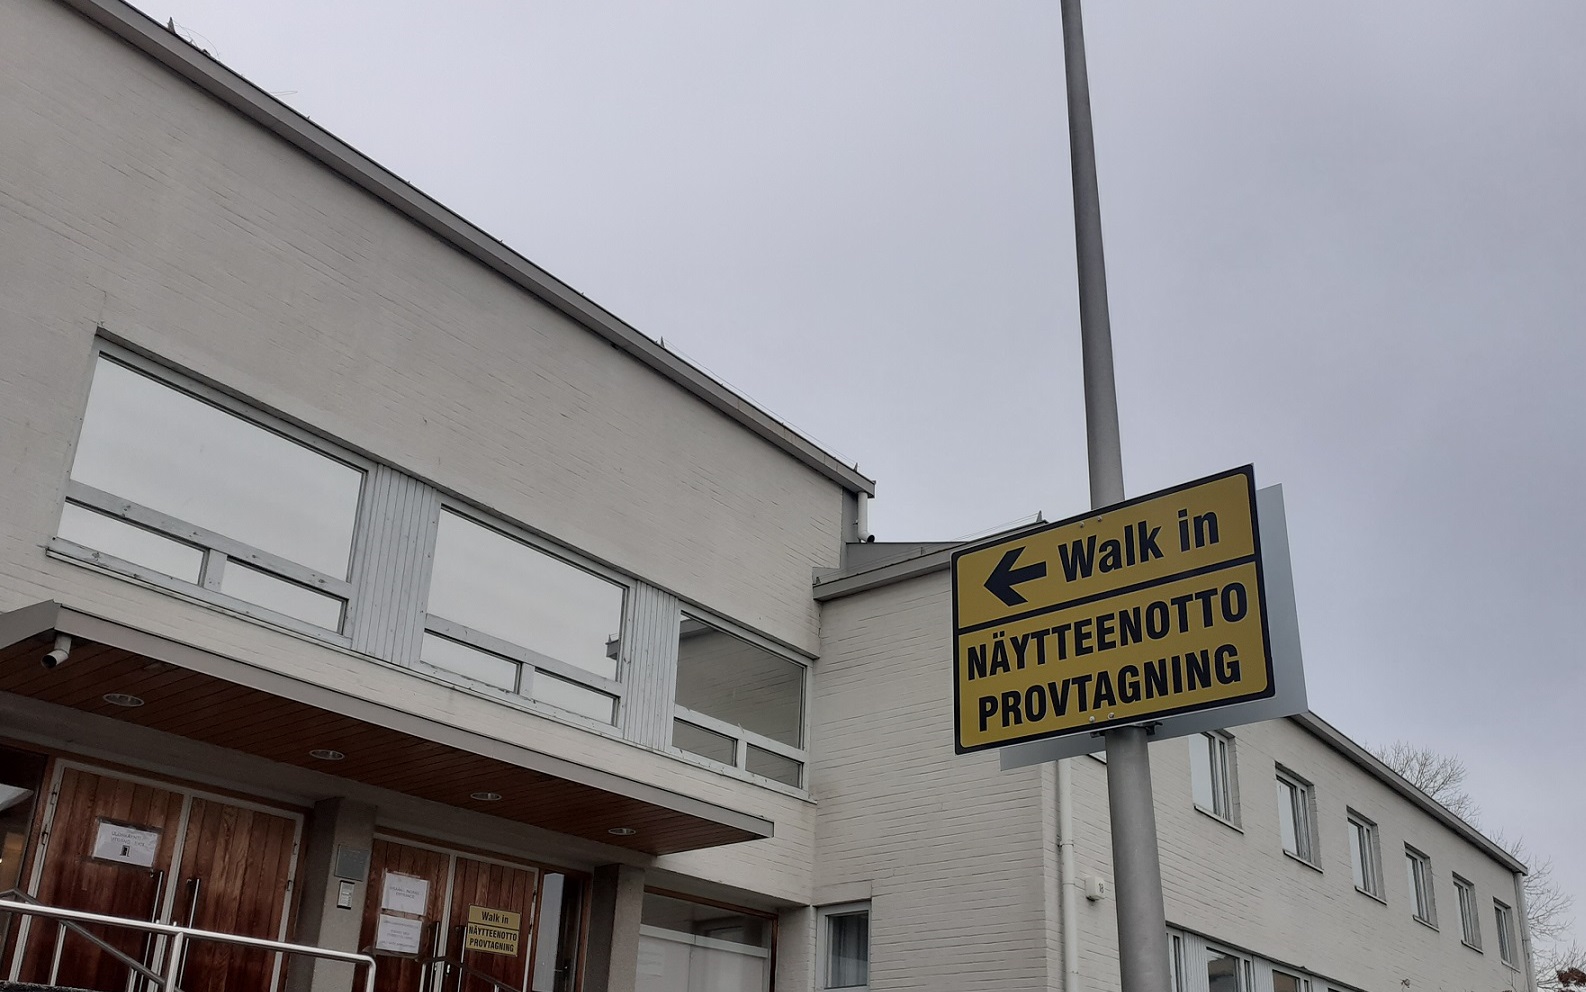 Walk in
NÄYTTEENOTTO
PROVTAGNING
Walk in
NÄYTTEENOTTO
PROVTAGNING